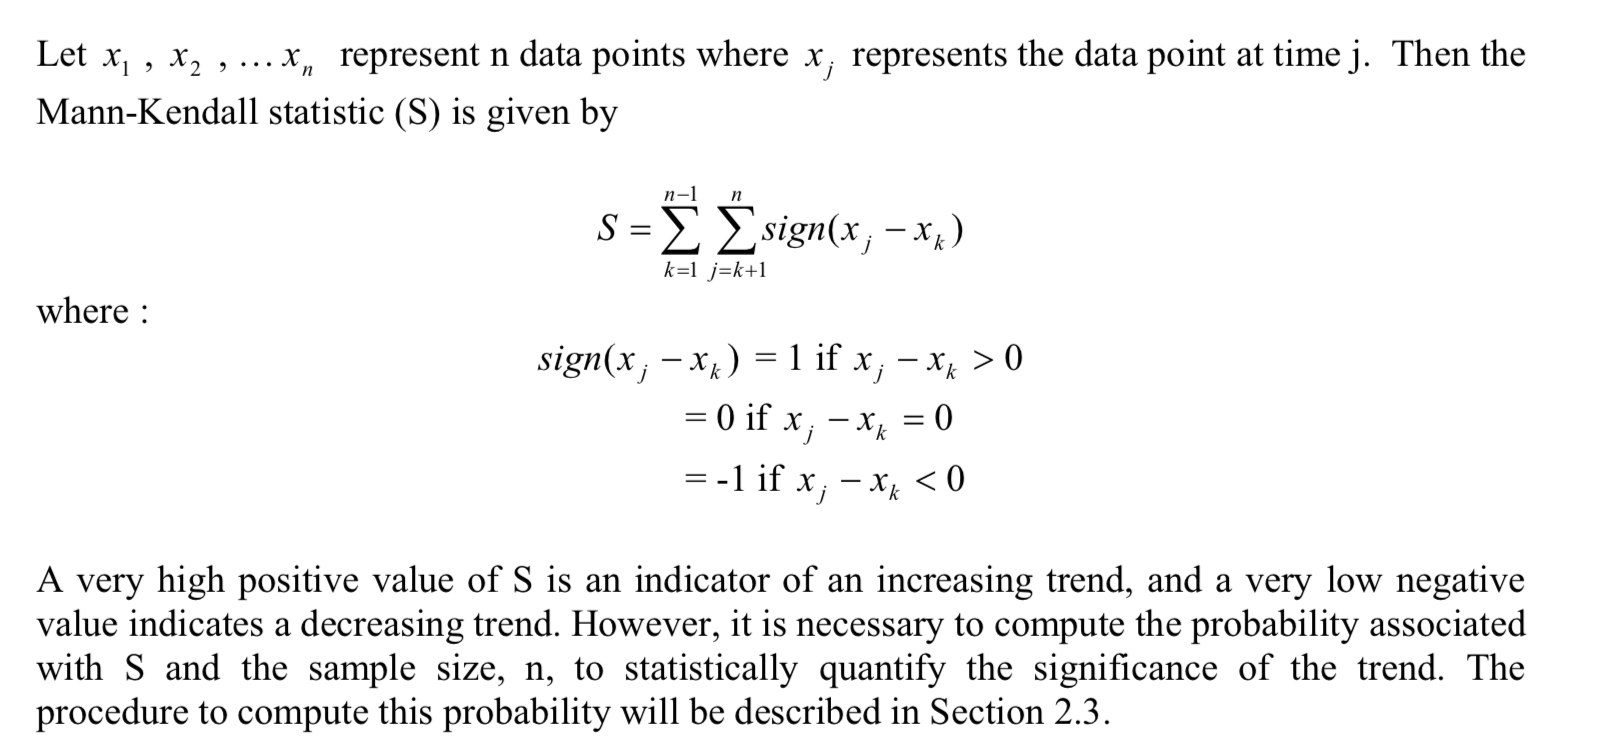 Let x₁ , x₂ , … xₙ represent n data points where xⱼ represents the data point at time j. Then the
Mann-Kendall statistic (S) is given by
S = ∑_{k=1}^{n−1} ∑_{j=k+1}^{n} sign(xⱼ − xₖ)
where :
sign(xⱼ − xₖ) = 1 if xⱼ − xₖ > 0
= 0 if xⱼ − xₖ = 0
= -1 if xⱼ − xₖ < 0
A very high positive value of S is an indicator of an increasing trend, and a very low negative
value indicates a decreasing trend. However, it is necessary to compute the probability associated
with S and the sample size, n, to statistically quantify the significance of the trend. The
procedure to compute this probability will be described in Section 2.3.